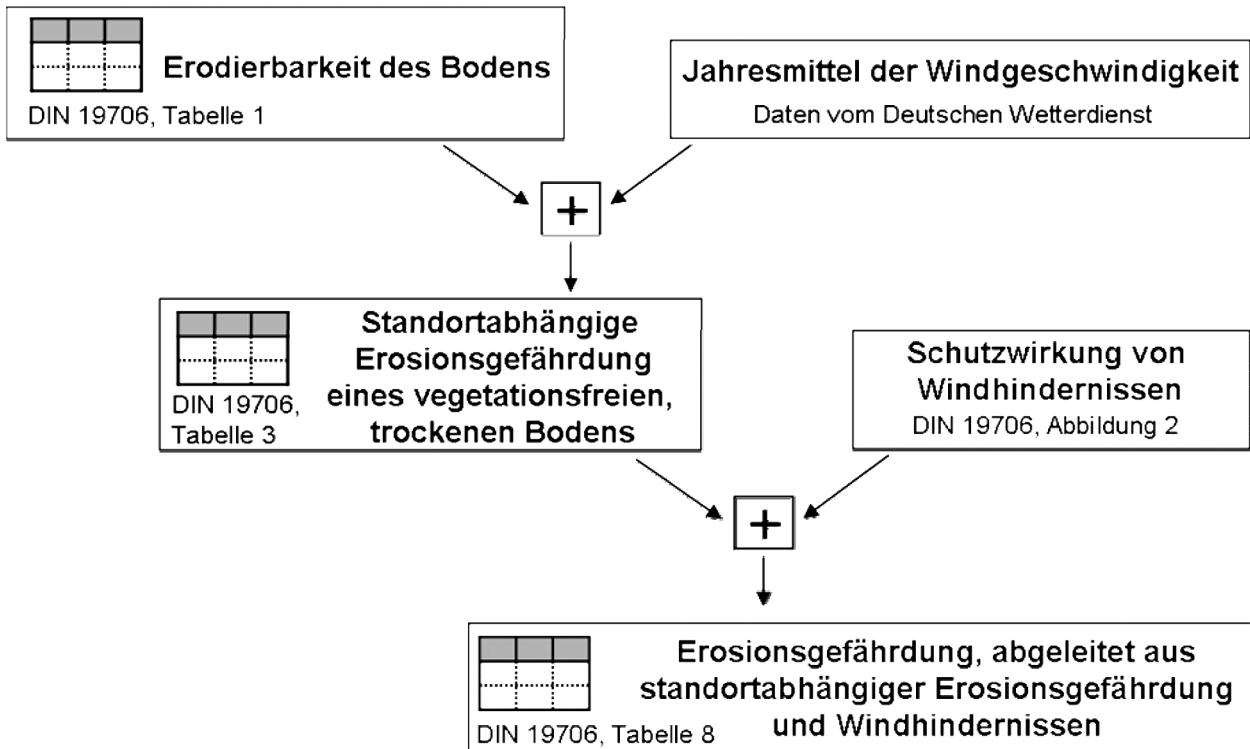 Erodierbarkeit des Bodens
DIN 19706, Tabelle 1
Jahresmittel der Windgeschwindigkeit
Daten vom Deutschen Wetterdienst
+
Standortabhängige
Erosionsgefährdung
eines vegetationsfreien,
trockenen Bodens
DIN 19706,
Tabelle 3
Schutzwirkung von
Windhindernissen
DIN 19706, Abbildung 2
+
Erosionsgefährdung, abgeleitet aus
standortabhängiger Erosionsgefährdung
und Windhindernissen
DIN 19706, Tabelle 8